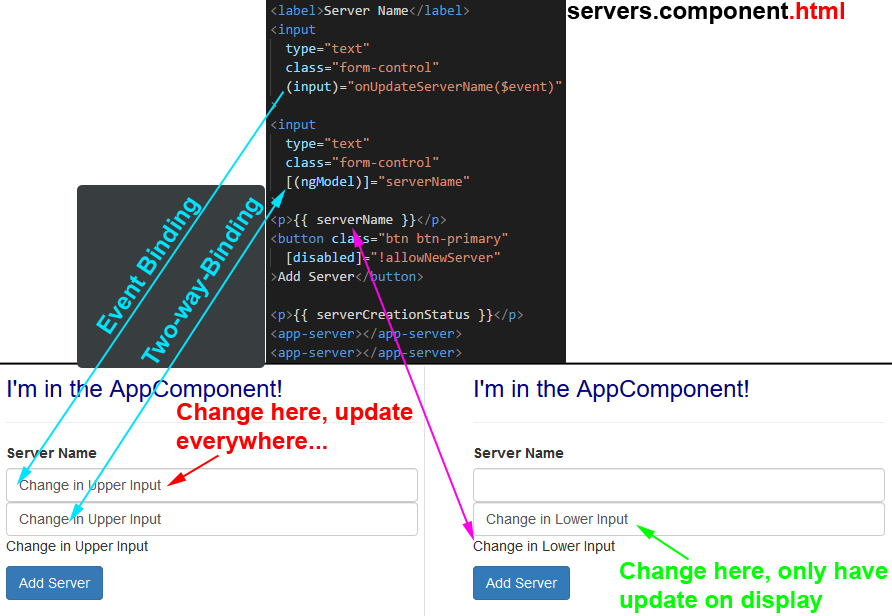 <label>Server Name</label>
servers.component.html
<input
type="text"
class="form-control"
(input)="onUpdateServerName($event)"
>
<input
type="text"
class="form-control"
[(ngModel)]="serverName"
<p>{{ serverName }}</p>
<button class="btn btn-primary"
[disabled]="!allowNewServer"
>Add Server</button>
<p>{{ serverCreationStatus }}</p>
<app-server></app-server>
<app-server></app-server>
Event Binding
Two-way-Binding
I'm in the AppComponent!
Change here, update
everywhere...
Server Name
Change in Upper Input
Change in Upper Input
Change in Upper Input
Add Server
I'm in the AppComponent!
Server Name
Change in Lower Input
Change in Lower Input
Add Server
Change here, only have
update on display